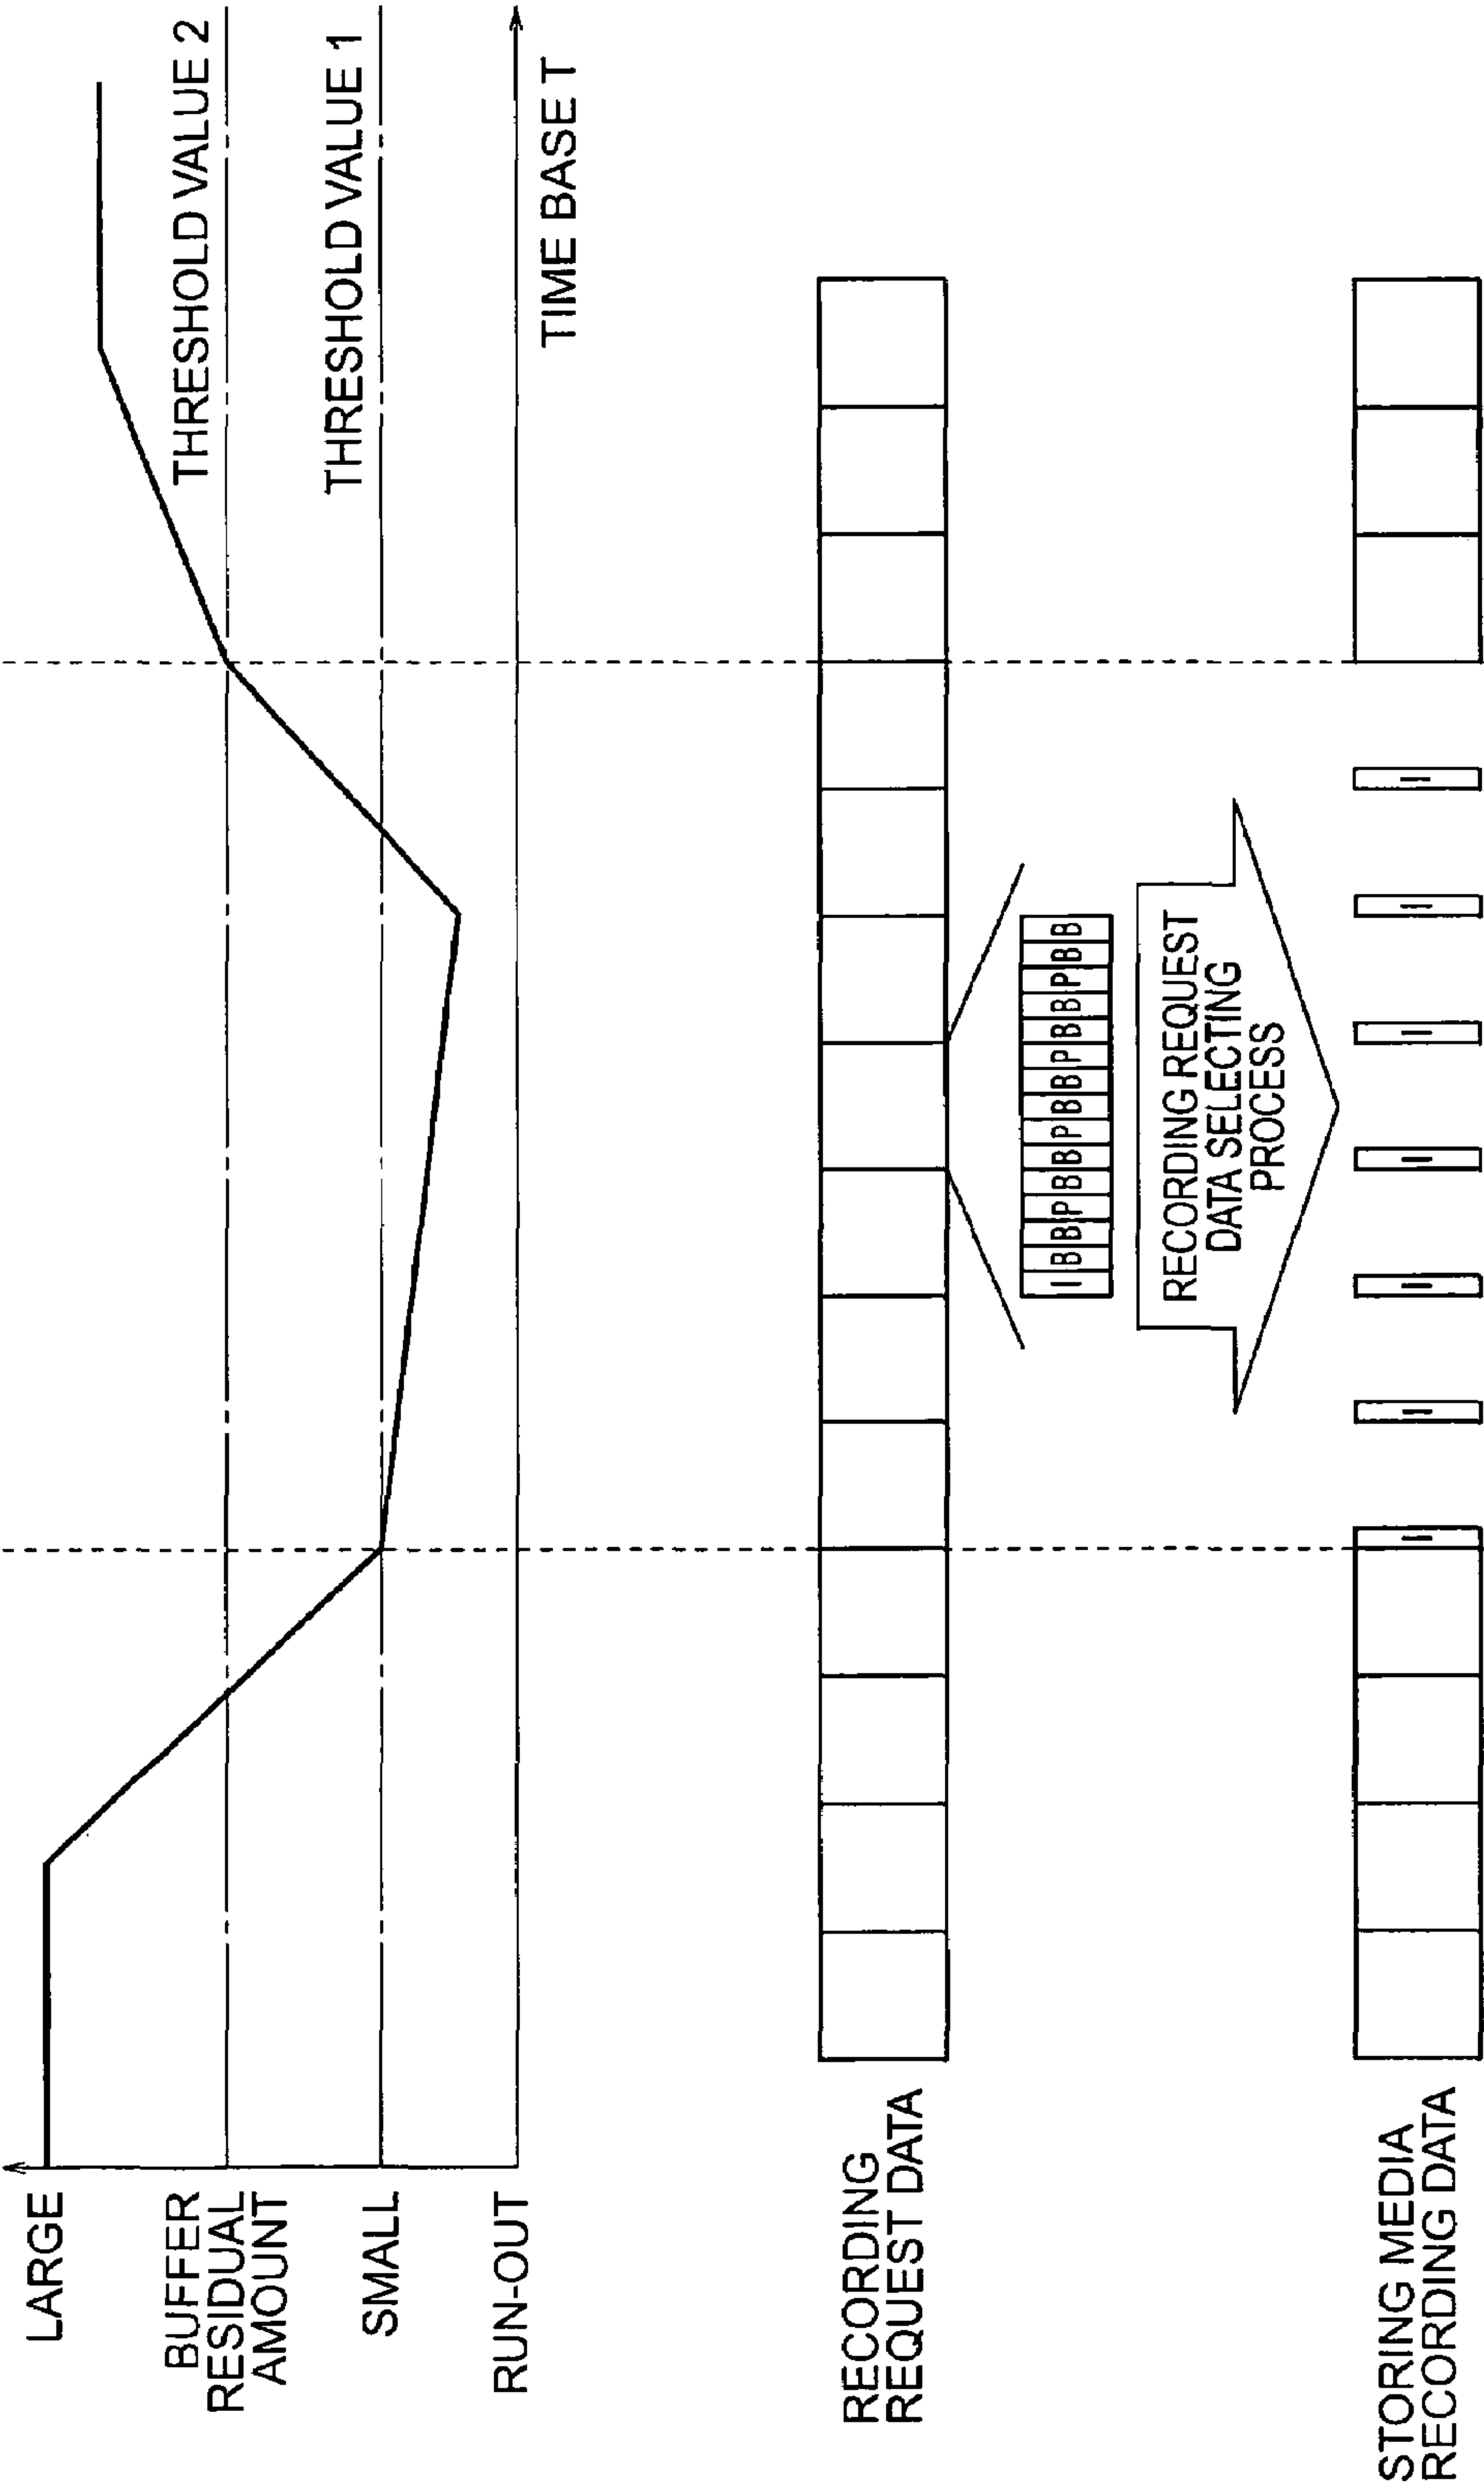 LARGE
BUFFER
RESIDUAL
AMOUNT
SMALL
RUN-OUT
THRESHOLD VALUE 2
THRESHOLD VALUE 1
TIME BASE T
RECORDING
REQUEST DATA
I B B P B B P B B P B B P B B
RECORDING REQUEST
DATA SELECTING
PROCESS
STORING MEDIA
RECORDING DATA
I I I I I I I